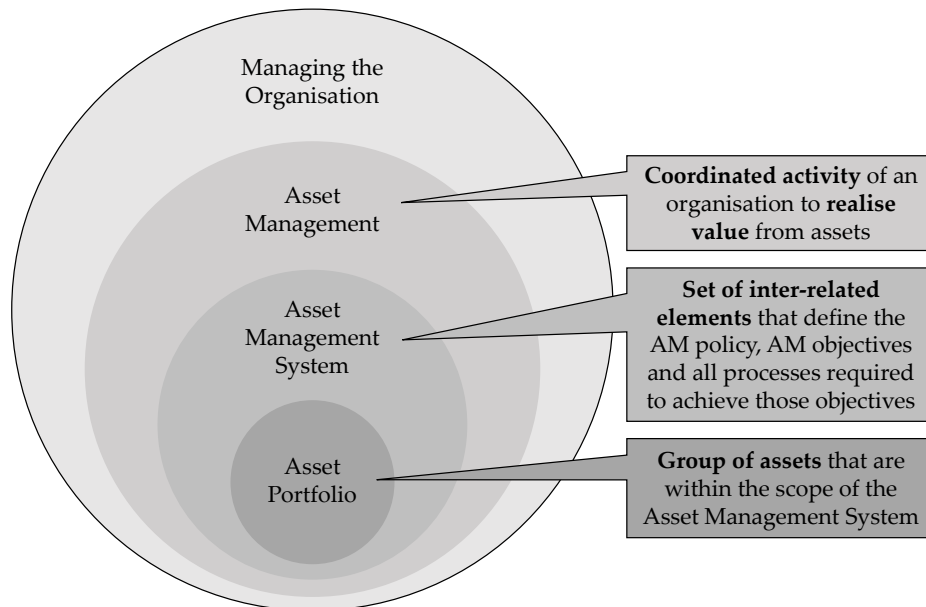 Managing the
Organisation
Asset
Management
Coordinated activity of an
organisation to realise
value from assets
Asset
Management
System
Set of inter-related
elements that define the
AM policy, AM objectives
and all processes required
to achieve those objectives
Asset
Portfolio
Group of assets that are
within the scope of the
Asset Management System